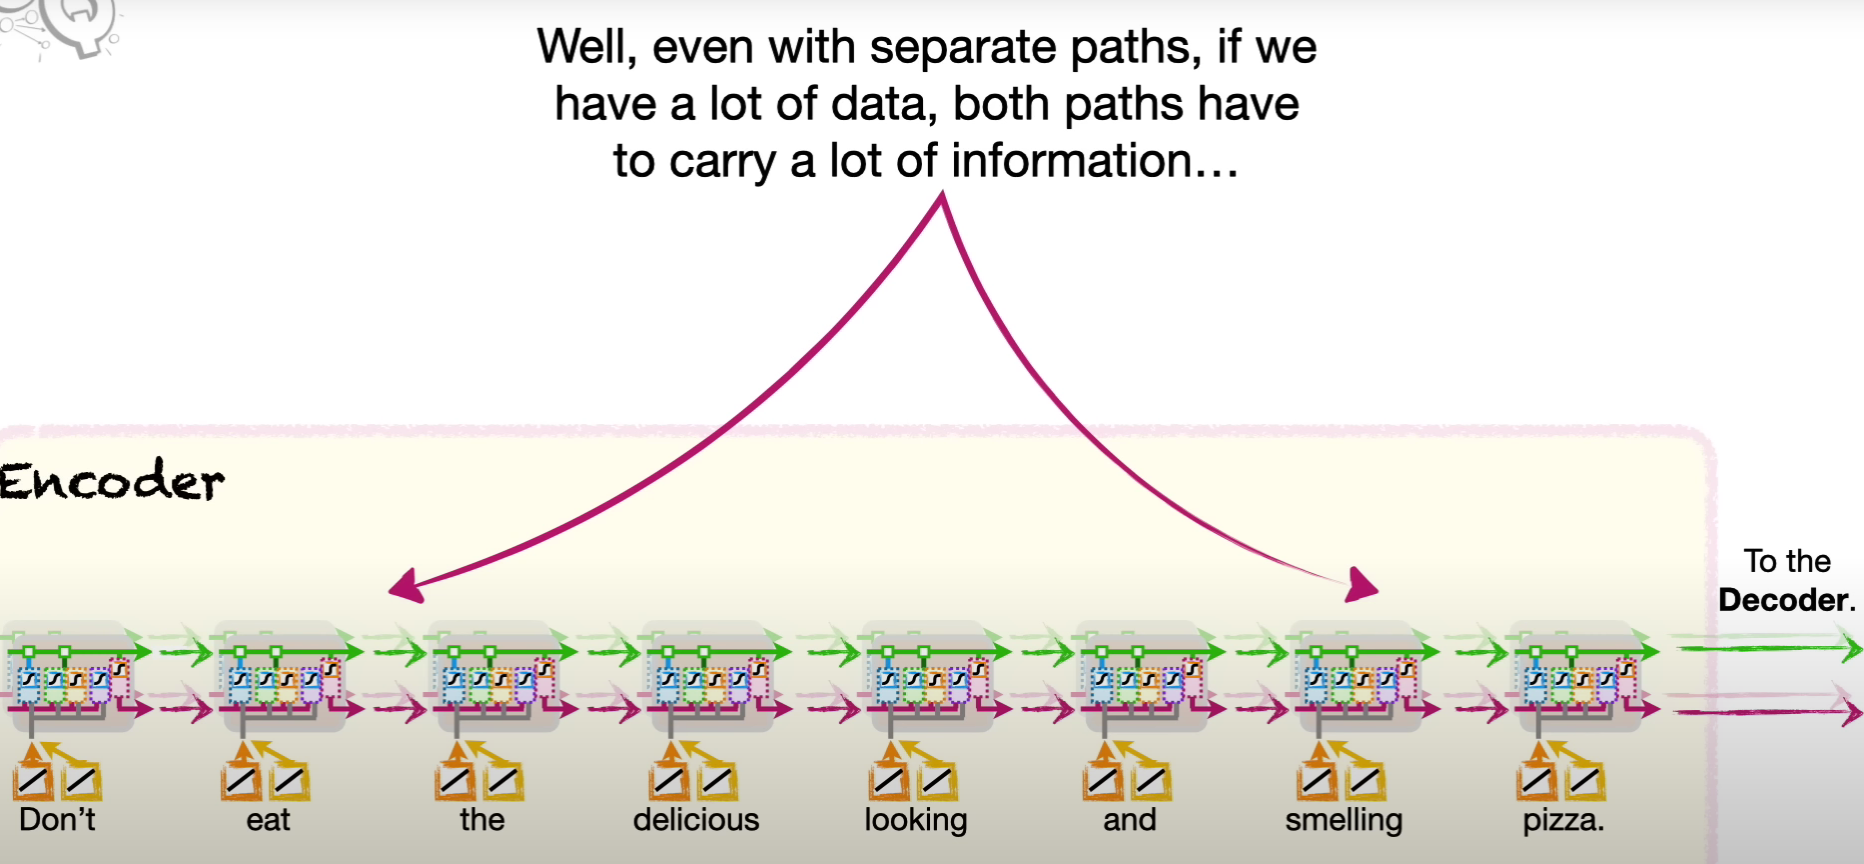 Well, even with separate paths, if we
have a lot of data, both paths have
to carry a lot of information…
Encoder
To the
Decoder.
Don't eat the delicious looking and smelling pizza.